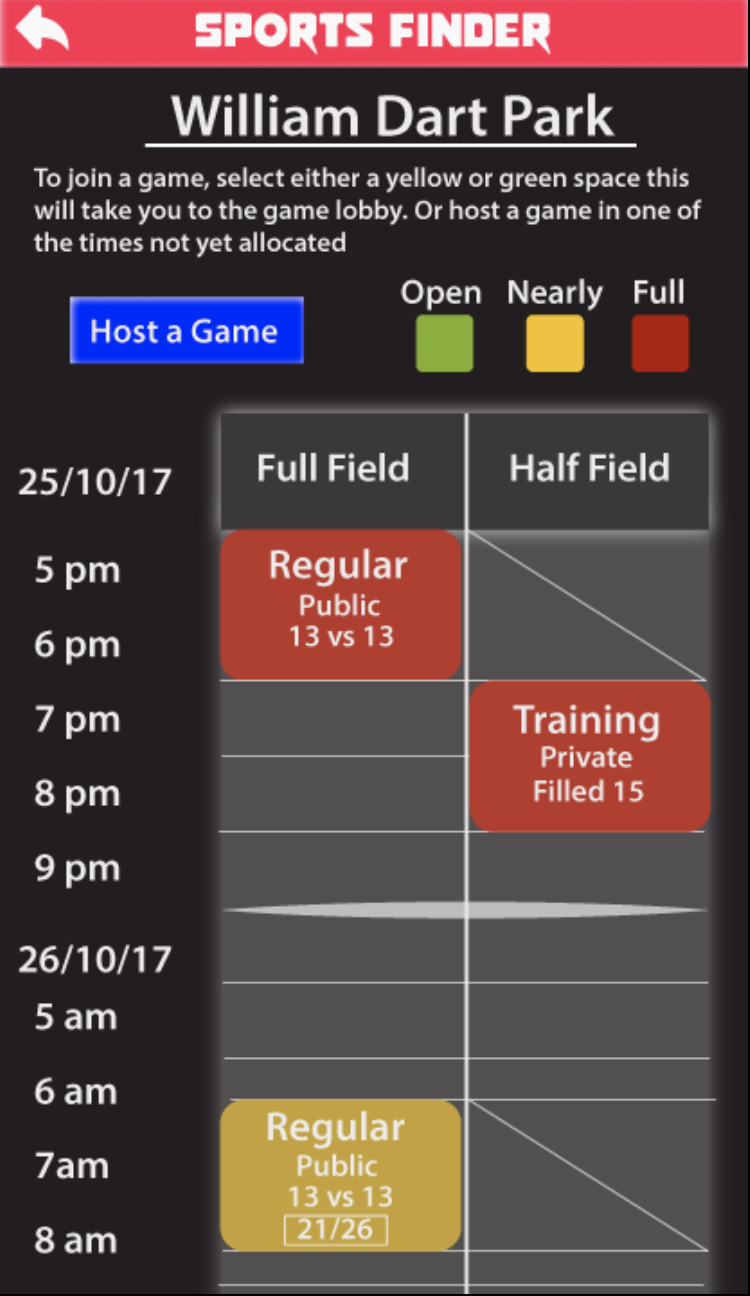 SPORTS FINDER
William Dart Park
To join a game, select either a yellow or green space this
will take you to the game lobby. Or host a game in one of
the times not yet allocated
Host a Game
Open Nearly Full
25/10/17 Full Field Half Field
5 pm
Regular
Public
13 vs 13
6 pm
7 pm
Training
Private
Filled 15
8 pm
9 pm
26/10/17
5 am
6 am
Regular
Public
13 vs 13
21/26
7am
8 am